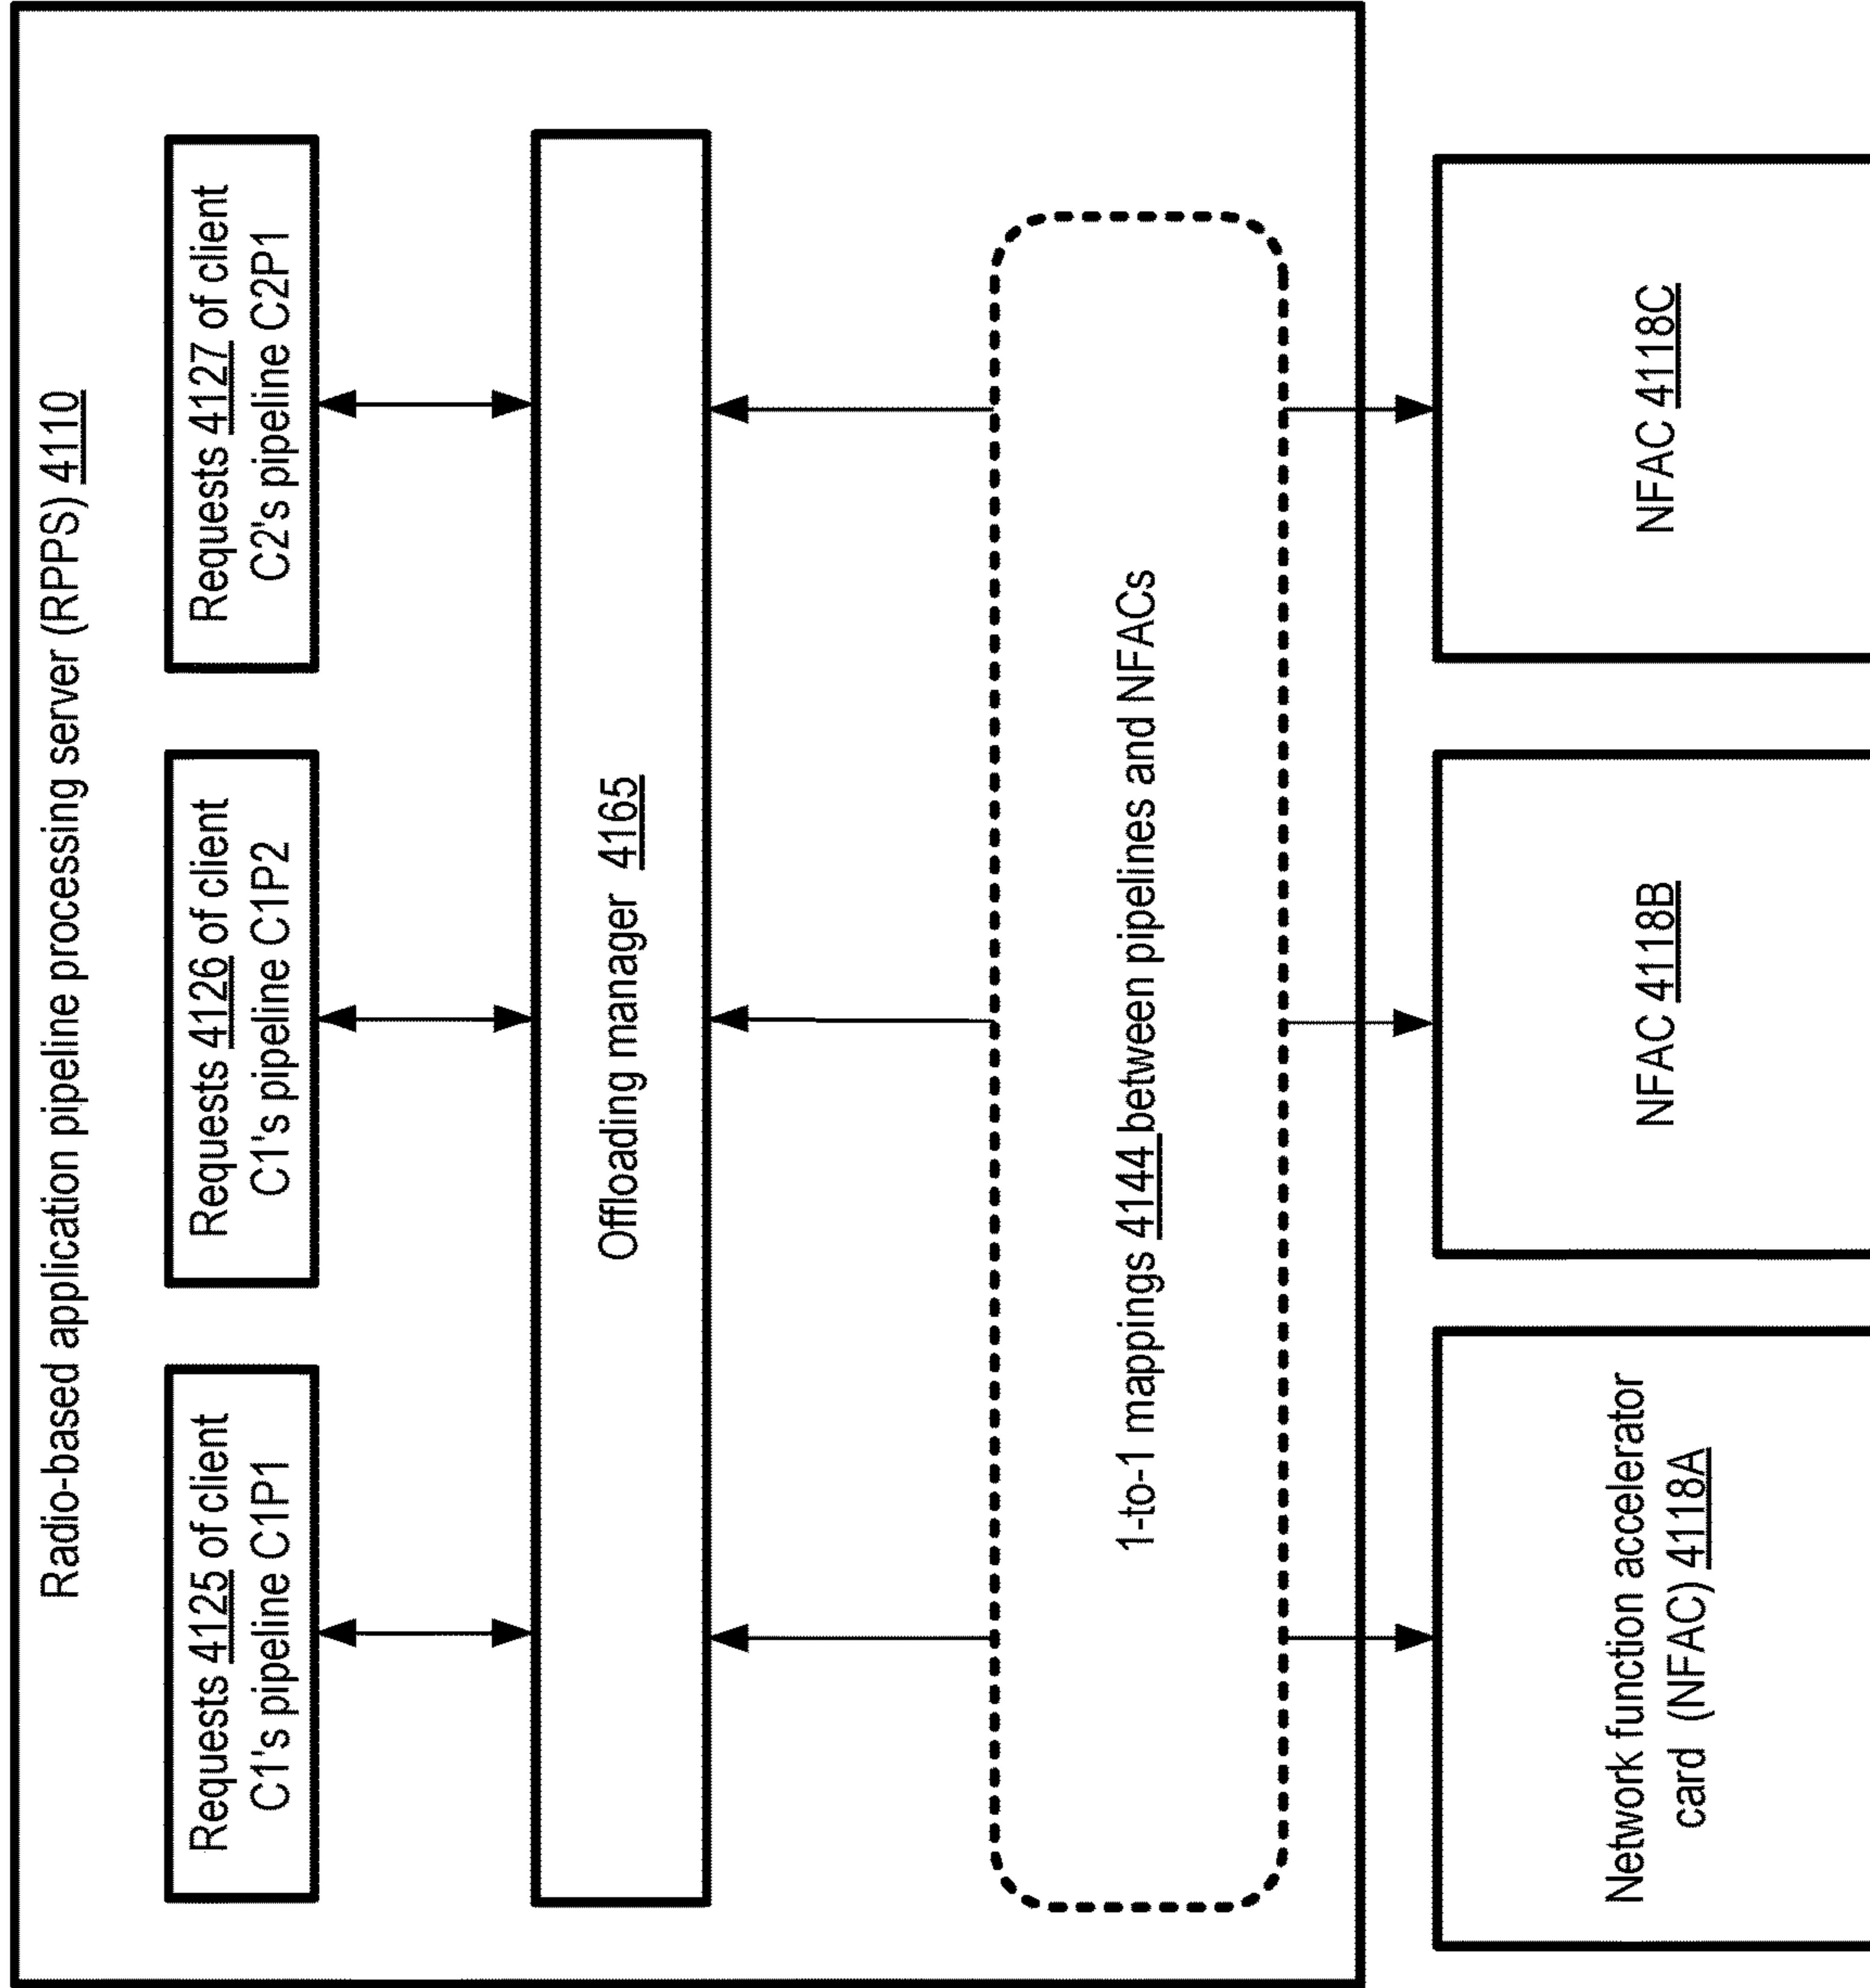 Radio-based application pipeline processing server (RPPS) 4110
Requests 4125 of client
C1's pipeline C1P1
Requests 4126 of client
C1's pipeline C1P2
Requests 4127 of client
C2's pipeline C2P1
Offloading manager 4165
1-to-1 mappings 4144 between pipelines and NFACs
Network function accelerator
card (NFAC) 4118A
NFAC 4118B
NFAC 4118C